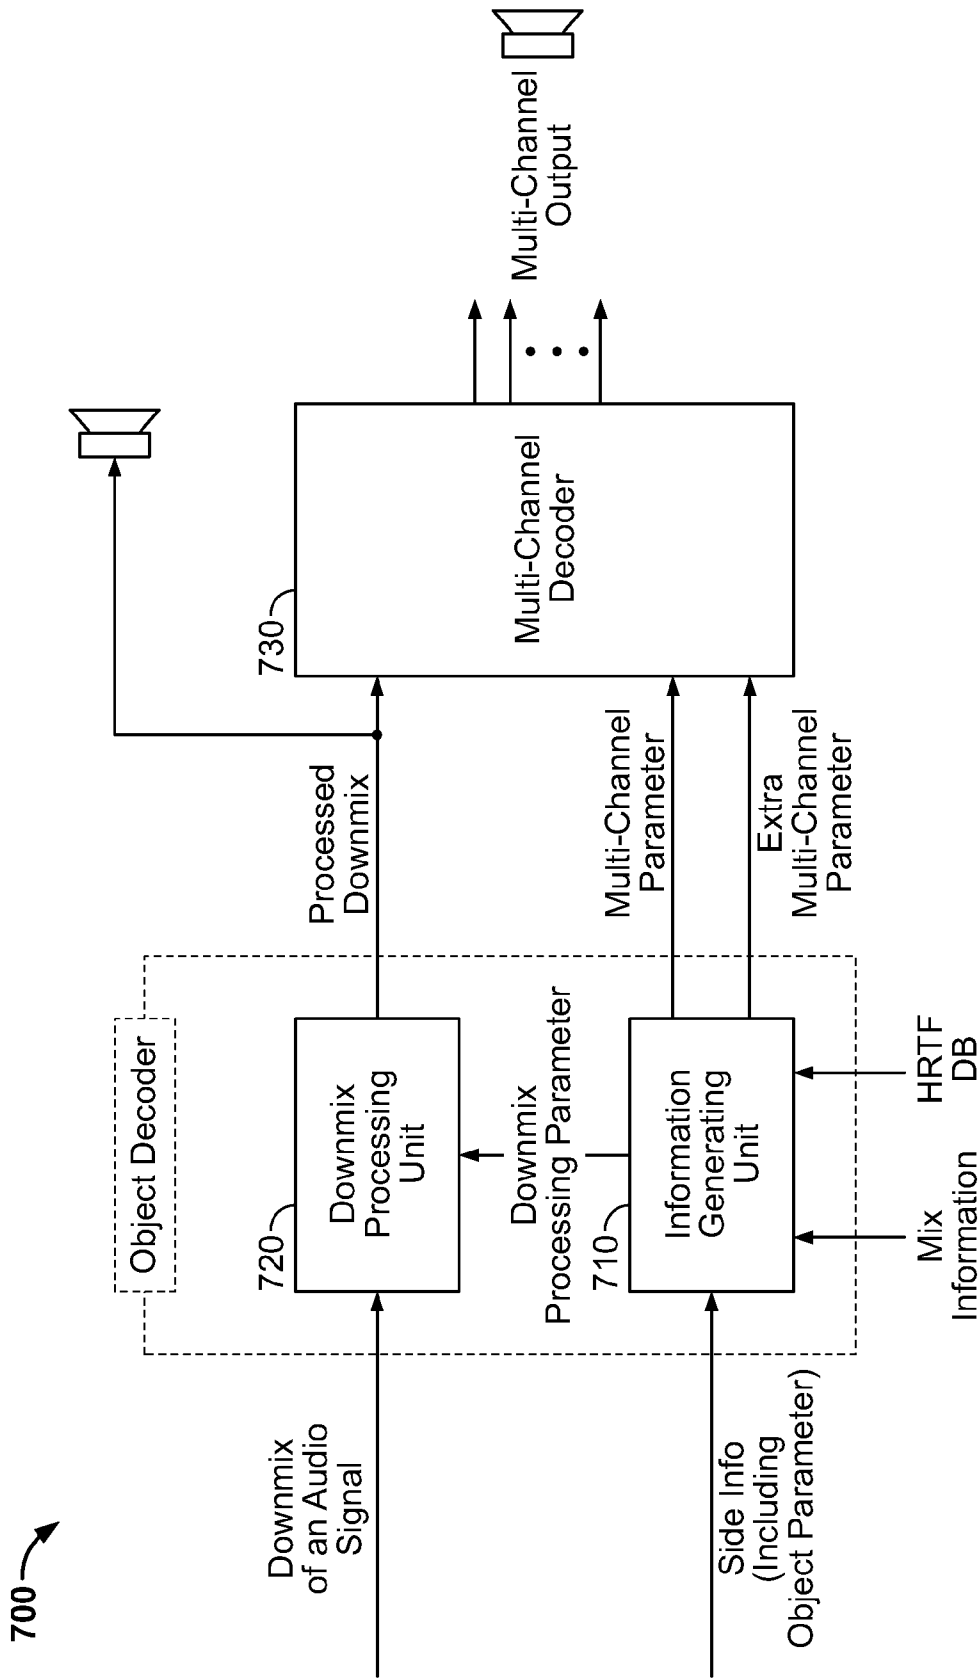 700
Object Decoder
Downmix
of an Audio
Signal
720
Downmix
Processing
Unit
Processed
Downmix
730
Multi-Channel
Decoder
Multi-Channel
Output
Downmix
Processing Parameter
Side Info
(Including
Object Parameter)
710
Information
Generating
Unit
Multi-Channel
Parameter
Extra
Multi-Channel
Parameter
Mix
Information
HRTF
DB